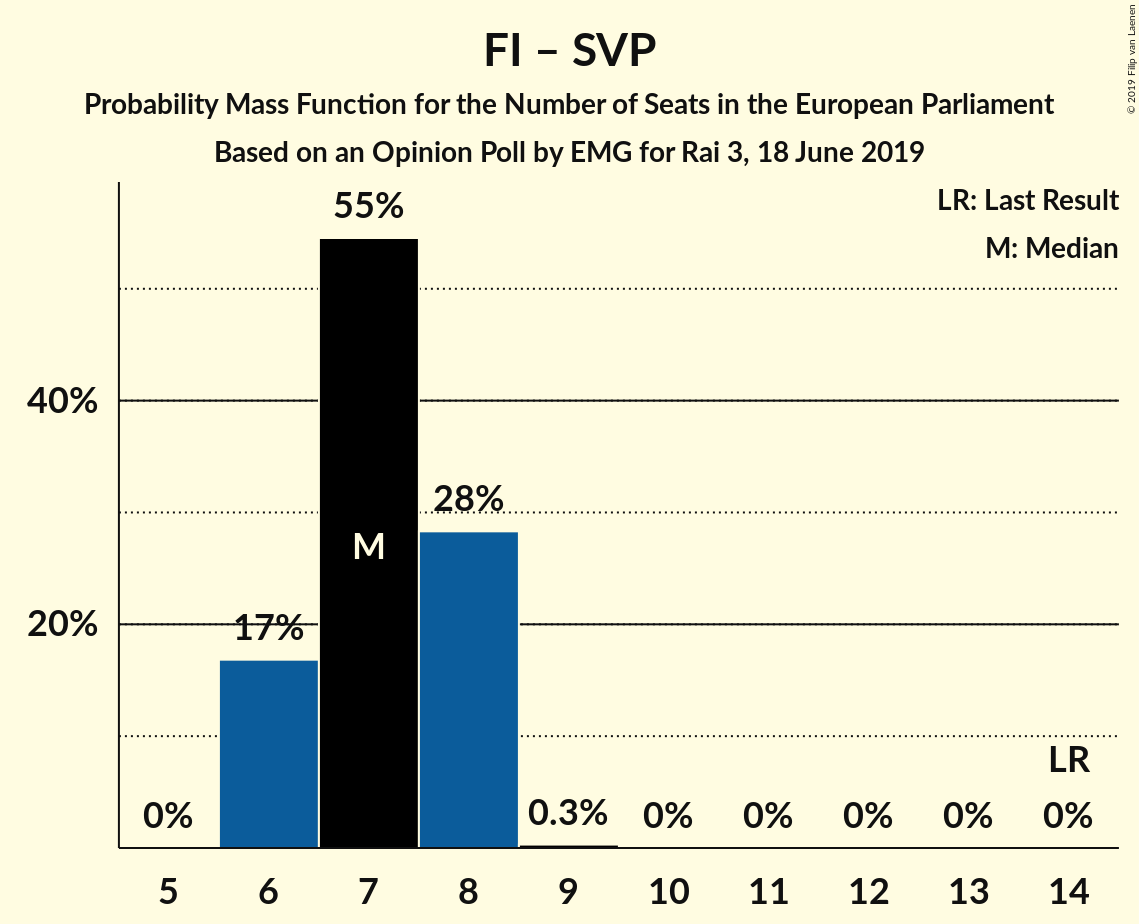 FI – SVP
Probability Mass Function for the Number of Seats in the European Parliament
Based on an Opinion Poll by EMG for Rai 3, 18 June 2019
© 2019 Filip van Laenen
LR: Last Result
M: Median
55%
40%
28%
M
20%
17%
LR
0%
0.3%
0%
0%
0%
0%
0%
5 6 7 8 9 10 11 12 13 14